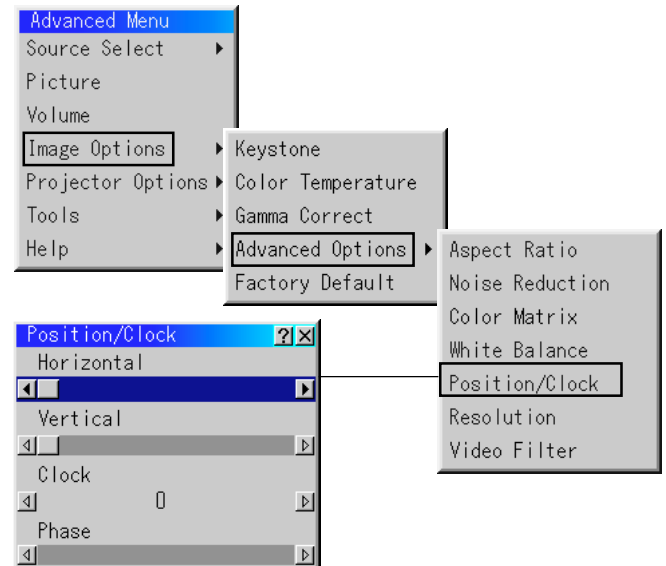 Advanced Menu
Source Select
Picture
Volume
Image Options
Projector Options
Tools
Help
Keystone
Color Temperature
Gamma Correct
Advanced Options
Factory Default
Aspect Ratio
Noise Reduction
Color Matrix
White Balance
Position/Clock
Resolution
Video Filter
Position/Clock ?
Horizontal
Vertical
Clock
0
Phase